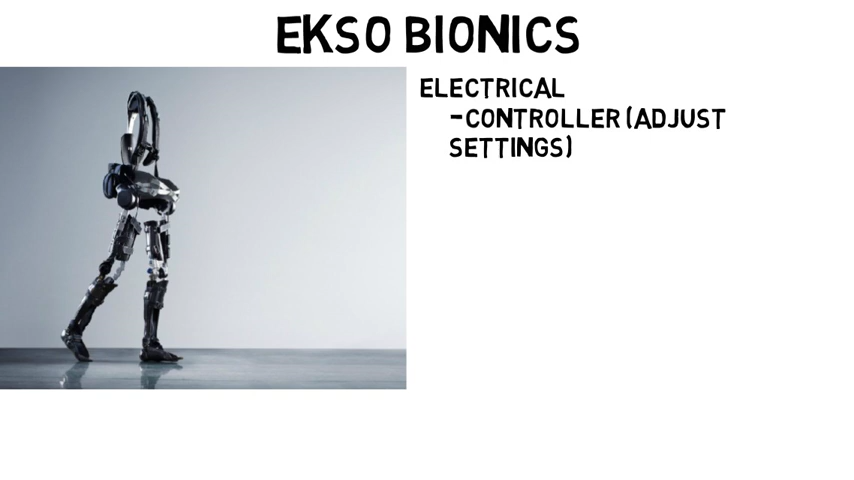 EKSO BIONICS
ELECTRICAL
-CONTROLLER (ADJUST
SETTINGS)